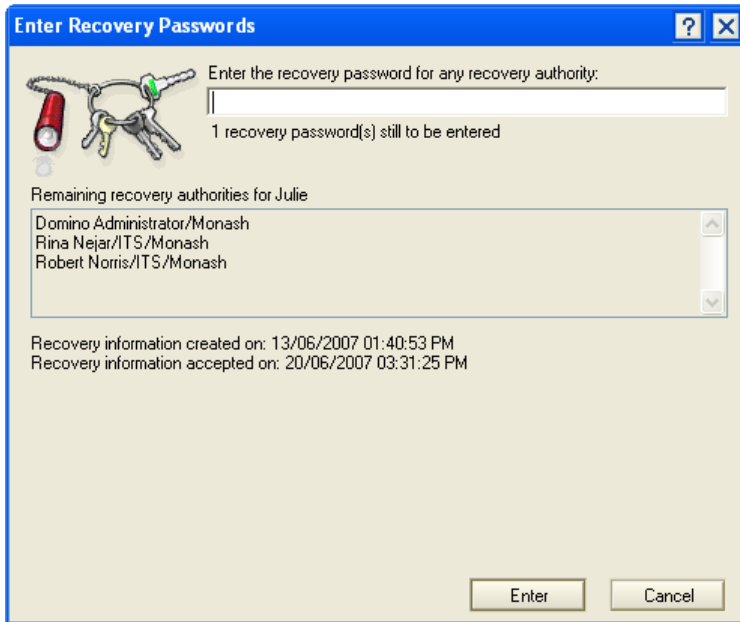 Enter Recovery Passwords
Enter the recovery password for any recovery authority:
1 recovery password(s) still to be entered
Remaining recovery authorities for Julie
Domino Administrator/Monash
Rina Nejar/ITS/Monash
Robert Norris/ITS/Monash
Recovery information created on: 13/06/2007 01:40:53 PM
Recovery information accepted on: 20/06/2007 03:31:25 PM
Enter
Cancel